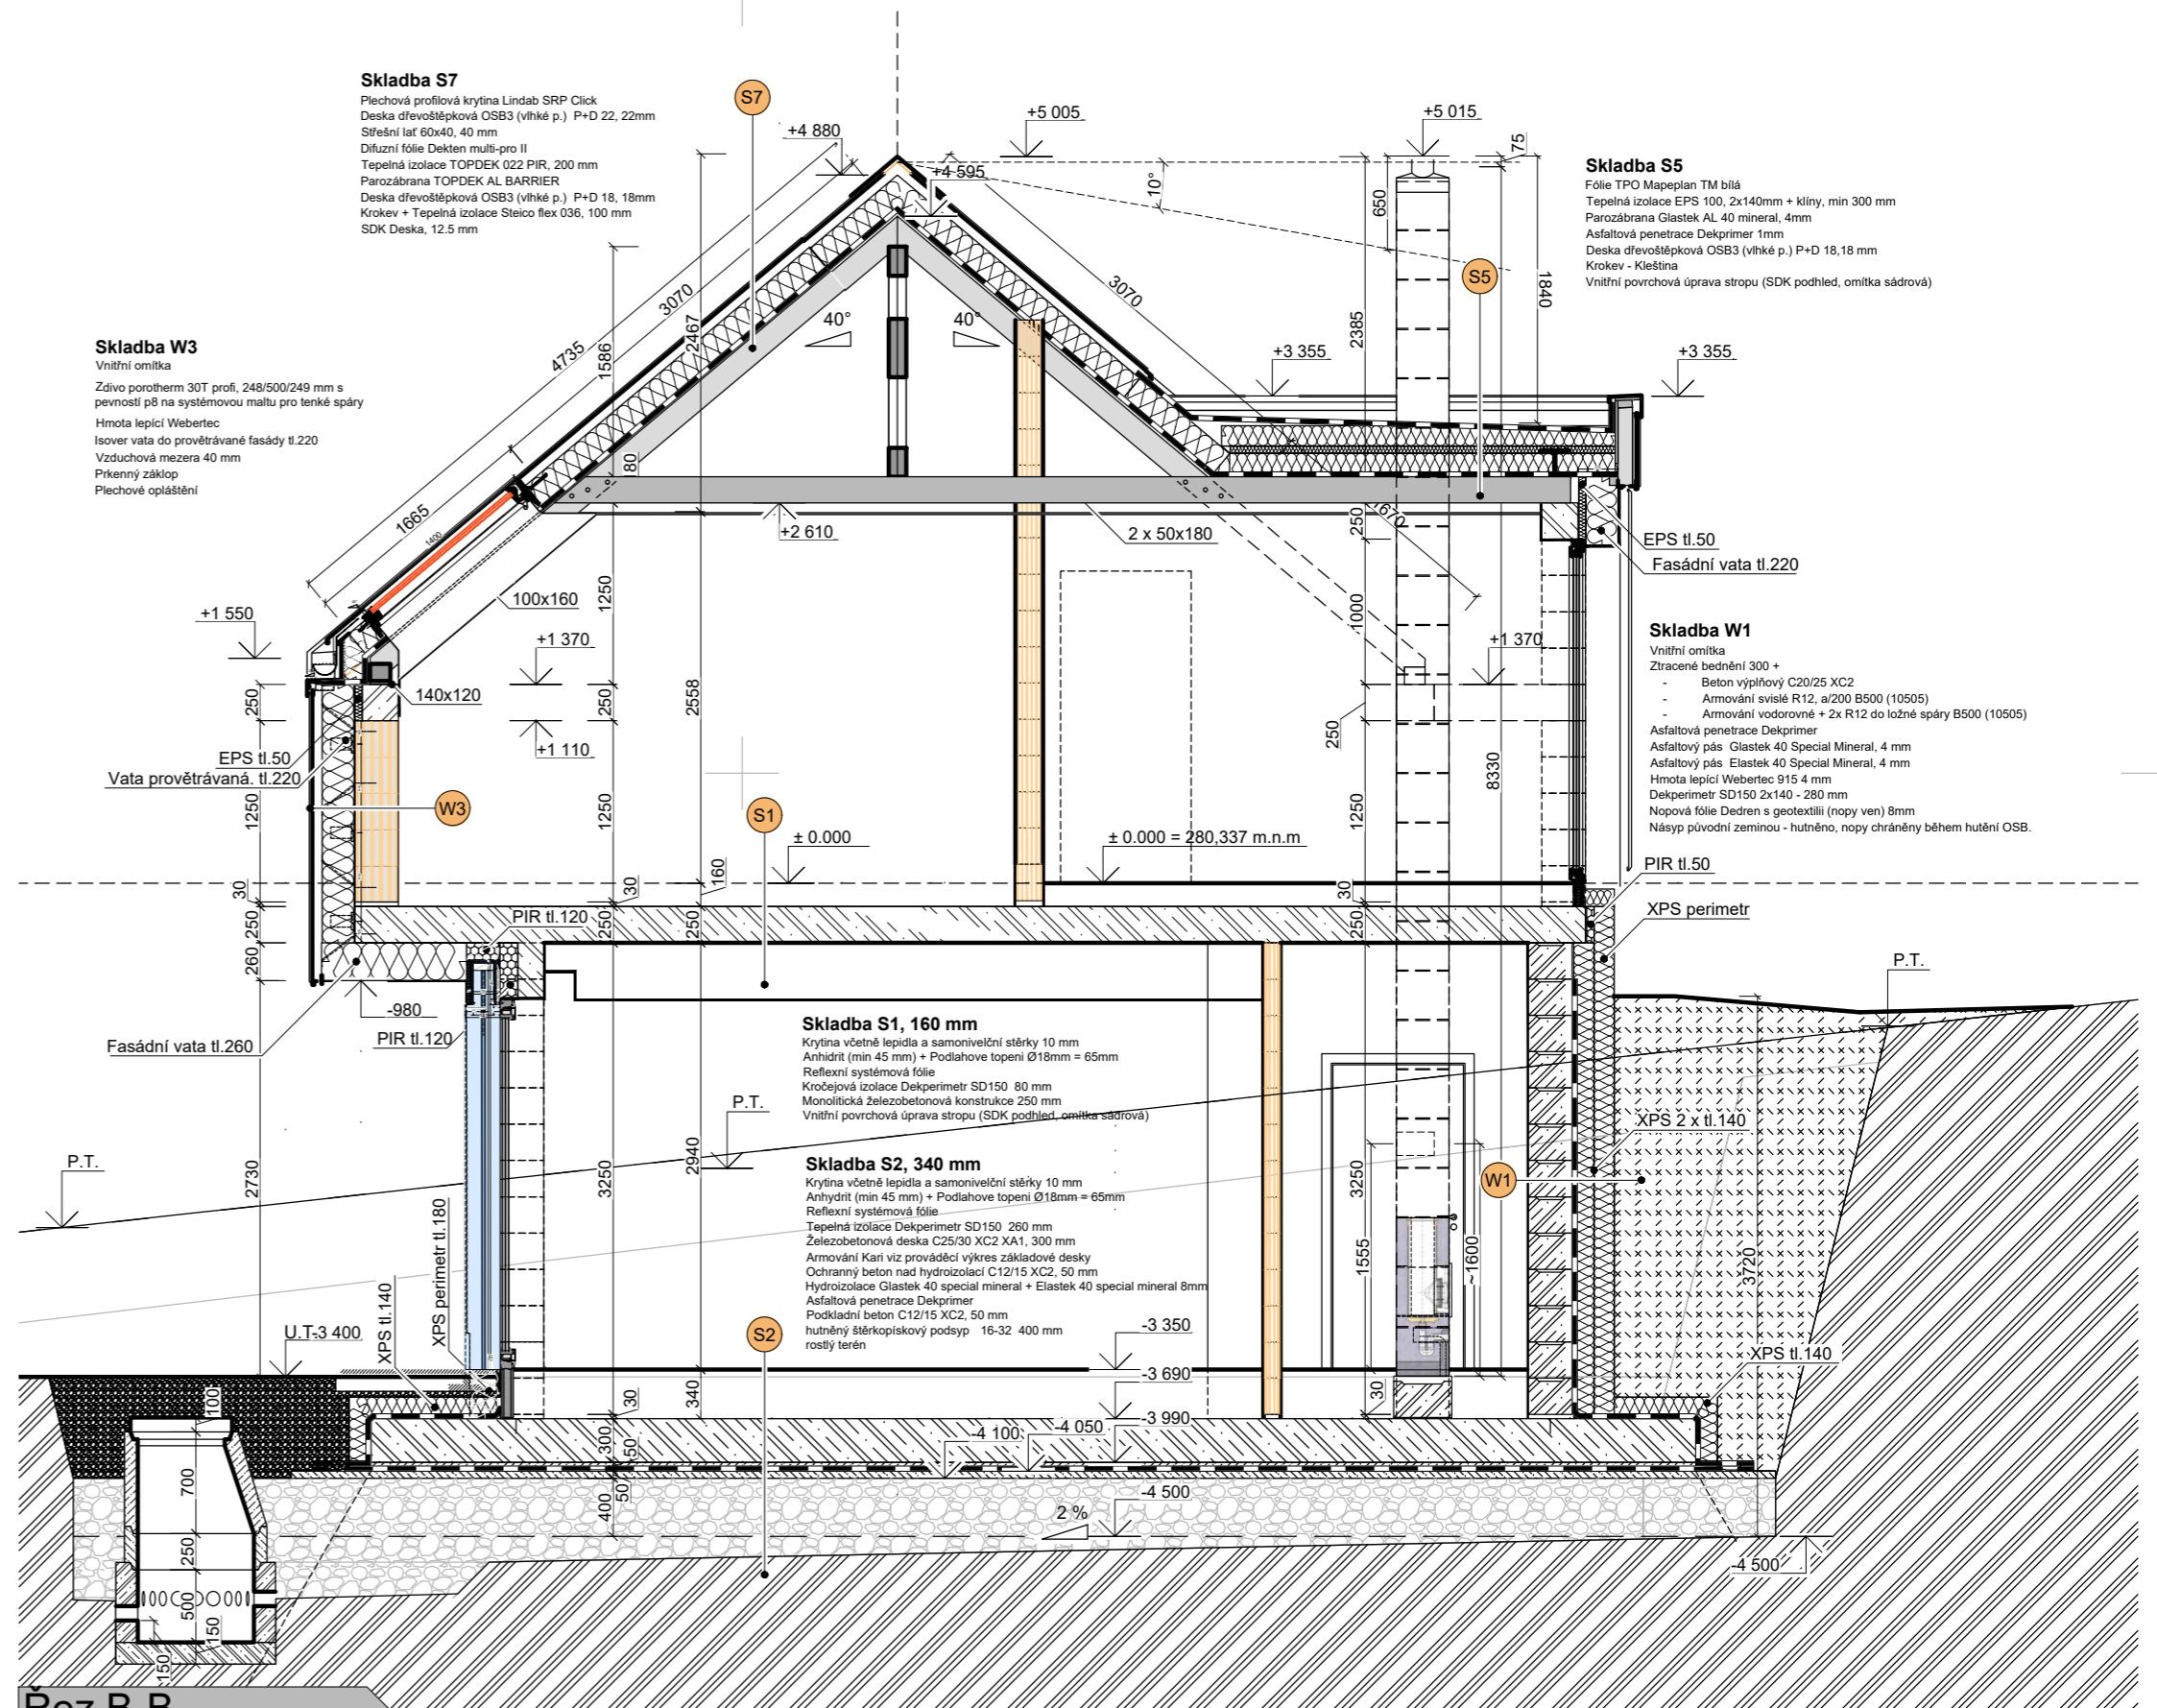 Skladba S7
Plechová profilová krytina Lindab SRP Click
Deska dřevoštěpková OSB3 (vlhké p.) P+D 22, 22mm
Střešní lať 60x40, 40 mm
Difuzní fólie Dekten multi-pro II
Tepelná izolace TOPDEK 022 PIR, 200 mm
Parozábrana TOPDEK AL BARRIER
Deska dřevoštěpková OSB3 (vlhké p.) P+D 18, 18mm
Krokev + Tepelná izolace Steico flex 036, 100 mm
SDK Deska, 12.5 mm
S7
+4 880
+5 005
+5 015
75
+4 595
10°
650
1840
2385
Skladba S5
Fólie TPO Mapeplan TM bílá
Tepelná izolace EPS 100, 2x140mm + klíny, min 300 mm
Parozábrana Glastek AL 40 mineral, 4mm
Asfaltová penetrace Dekprimer 1mm
Deska dřevoštěpková OSB3 (vlhké p.) P+D 18,18 mm
Krokev - Kleština
Vnitřní povrchová úprava stropu (SDK podhled, omítka sádrová)
S5
3070
3070
4735
1586
2467
40°
40°
+3 355
+3 355
Skladba W3
Vnitřní omítka
Zdivo porotherm 30T profi, 248/500/249 mm s
pevností p8 na systémovou maltu pro tenké spáry
Hmota lepící Webertec
Isover vata do provětrávané fasády tl.220
Vzduchová mezera 40 mm
Prkenný záklop
Plechové opláštění
80
1665
1400
+2 610
2 x 50x180
250
1670
EPS tl.50
Fasádní vata tl.220
100x160
1250
1000
+1 550
+1 370
+1 370
140x120
250
250
2558
250
+1 110
EPS tl.50
Vata provětrávaná. tl.220
W3
1250
1250
1250
8330
S1
Skladba W1
Vnitřní omítka
Ztracené bednění 300 +
- Beton výplňový C20/25 XC2
- Armování svislé R12, a/200 B500 (10505)
- Armování vodorovné + 2x R12 do ložné spáry B500 (10505)
Asfaltová penetrace Dekprimer
Asfaltový pás Glastek 40 Special Mineral, 4 mm
Asfaltový pás Elastek 40 Special Mineral, 4 mm
Hmota lepící Webertec 915 4 mm
Dekperimetr SD150 2x140 - 280 mm
Nopová fólie Dedren s geotextilii (nopy ven) 8mm
Násyp původní zeminou - hutněno, nopy chráněny během hutění OSB.
± 0.000
± 0.000 = 280,337 m.n.m
PIR tl.50
XPS perimetr
30
30
160
30
250
250
250
250
260
PIR tl.120
-980
PIR tl.120
Fasádní vata tl.260
P.T.
P.T.
P.T.
Skladba S1, 160 mm
Krytina včetně lepidla a samonivelční stěrky 10 mm
Anhidrit (min 45 mm) + Podlahove topeni Ø18mm = 65mm
Reflexní systémová fólie
Kročejová izolace Dekperimetr SD150 80 mm
Monolitická železobetonová konstrukce 250 mm
Vnitřní povrchová úprava stropu (SDK podhled, omítka sádrová)
Skladba S2, 340 mm
Krytina včetně lepidla a samonivelční stěrky 10 mm
Anhydrit (min 45 mm) + Podlahove topeni Ø18mm = 65mm
Reflexní systémová fólie
Tepelná izolace Dekperimetr SD150 260 mm
Železobetonová deska C25/30 XC2 XA1, 300 mm
Armování Kari viz prováděcí výkres základové desky
Ochranný beton nad hydroizolací C12/15 XC2, 50 mm
Hydroizolace Glastek 40 special mineral + Elastek 40 special mineral 8mm
Asfaltová penetrace Dekprimer
Podkladní beton C12/15 XC2, 50 mm
hutněný štěrkopískový podsyp 16-32 400 mm
rostlý terén
2730
3250
2940
3250
1555
~1600
XPS 2 x tl.140
W1
3720
XPS tl.140
XPS tl.140
XPS perimetr tl.180
U.T-3 400
S2
-3 350
-3 690
-3 990
-4 050
-4 100
-4 500
-4 500
2 %
100
30
340
30
300
50
50
400
700
250
500
150
150
Řez B-B